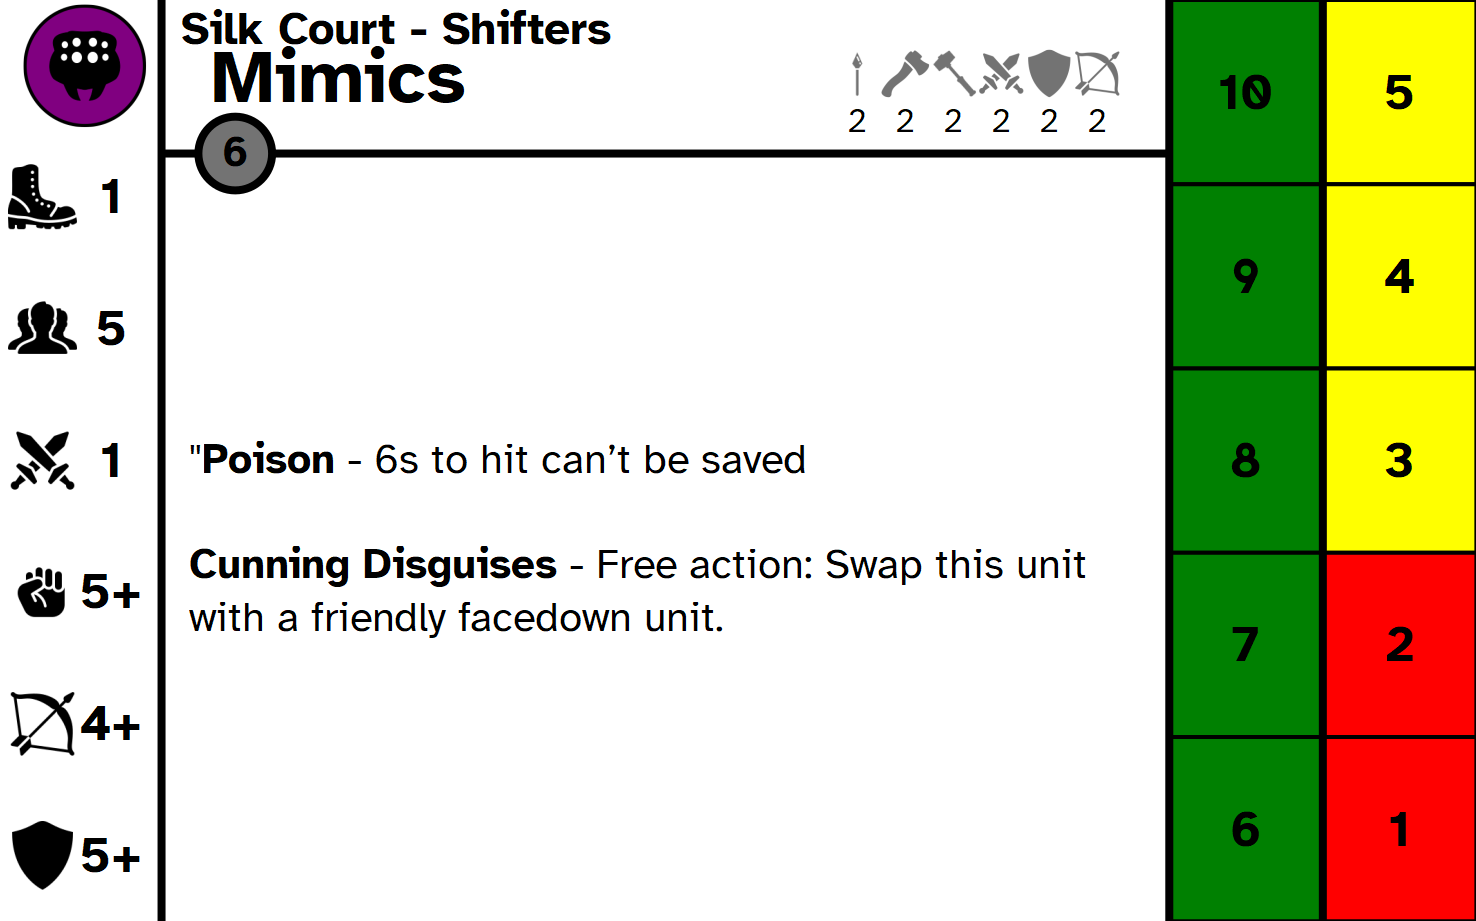 Silk Court - Shifters
Mimics
2 2 2 2 2 2
6
1
5
1
5+
4+
5+
"Poison - 6s to hit can’t be saved
Cunning Disguises - Free action: Swap this unit
with a friendly facedown unit.
10 5
9 4
8 3
7 2
6 1